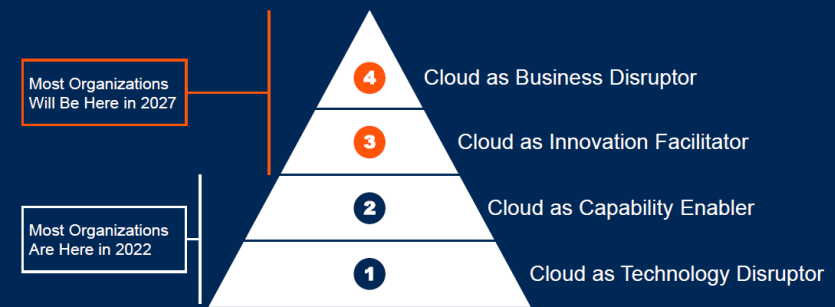 4 Cloud as Business Disruptor
Most Organizations
Will Be Here in 2027
3 Cloud as Innovation Facilitator
2 Cloud as Capability Enabler
Most Organizations
Are Here in 2022
1 Cloud as Technology Disruptor